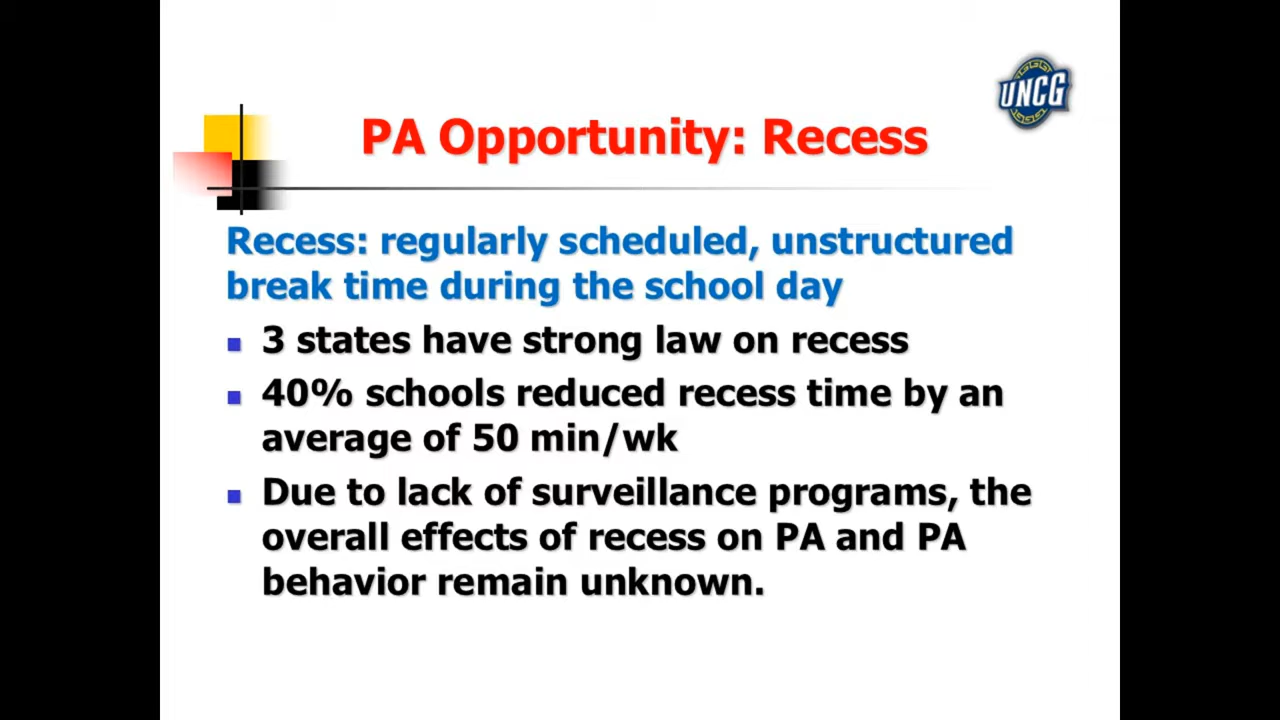 UNCG
PA Opportunity: Recess
Recess: regularly scheduled, unstructured
break time during the school day
3 states have strong law on recess
40% schools reduced recess time by an
average of 50 min/wk
Due to lack of surveillance programs, the
overall effects of recess on PA and PA
behavior remain unknown.